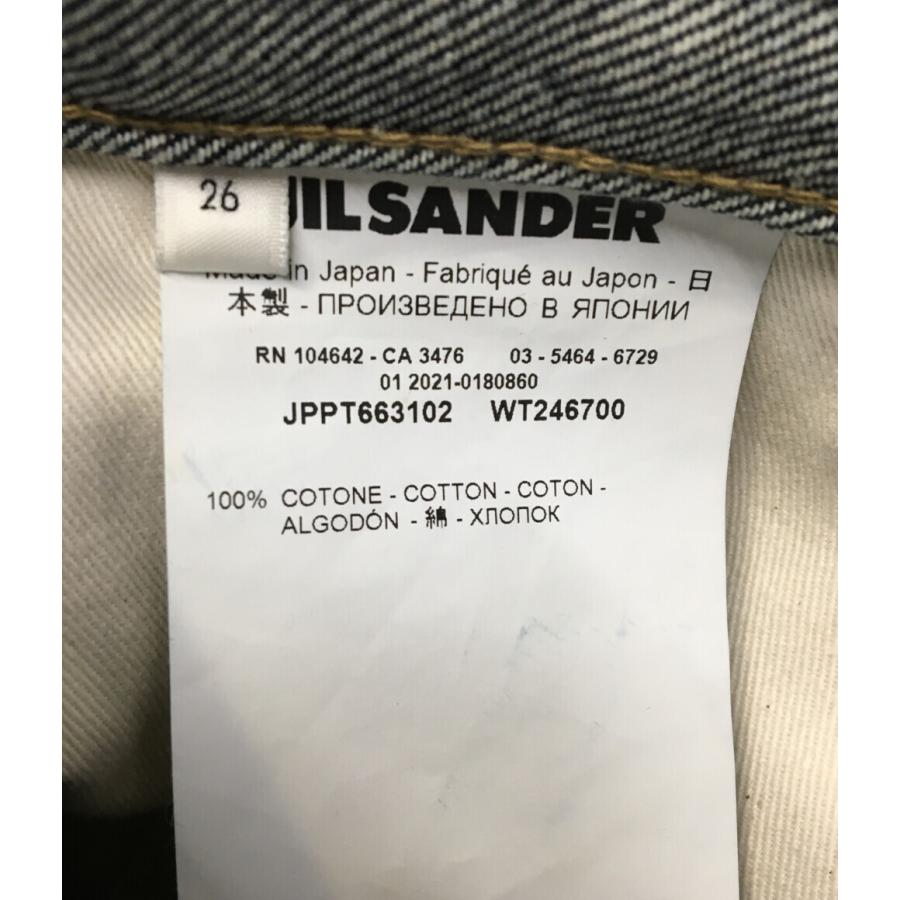 26
JIL SANDER
Made in Japan - Fabriqué au Japon - 日
本製 - ПРОИЗВЕДЕНО В ЯПОНИИ
RN 104642 - CA 3476 03 - 5464 - 6729
01 2021-0180860
JPPT663102 WT246700
100% COTONE - COTTON - COTON -
ALGODÓN - 綿 - ХЛОПОК